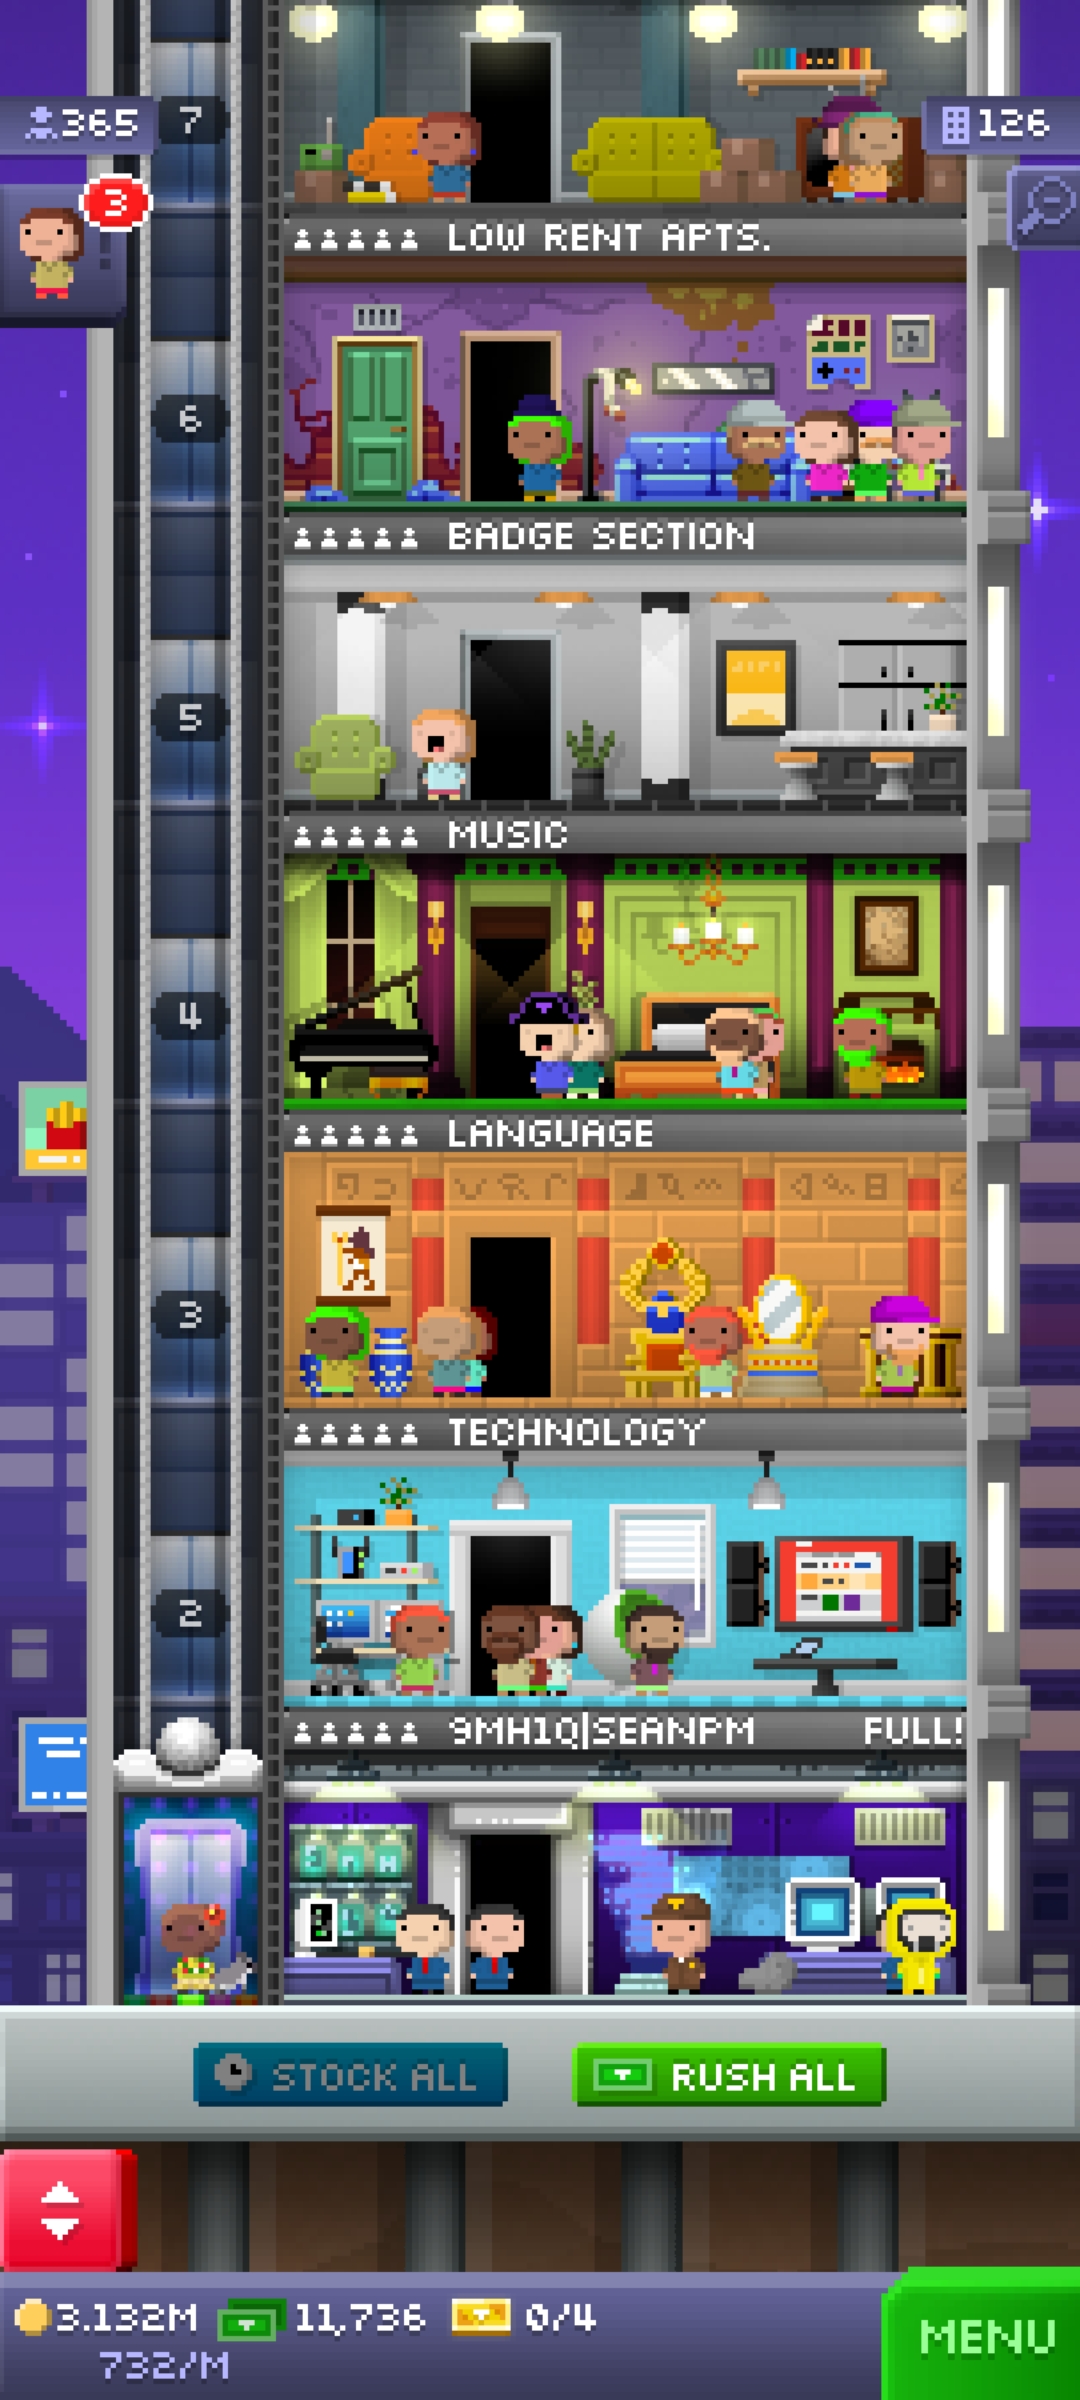 7
365
126
3
LOW RENT APTS.
6
BADGE SECTION
5
MUSIC
4
LANGUAGE
3
TECHNOLOGY
2
9MH1Q|SEANPM FULL!
STOCK ALL
RUSH ALL
3.132M 11,736 0/4
732/M
MENU